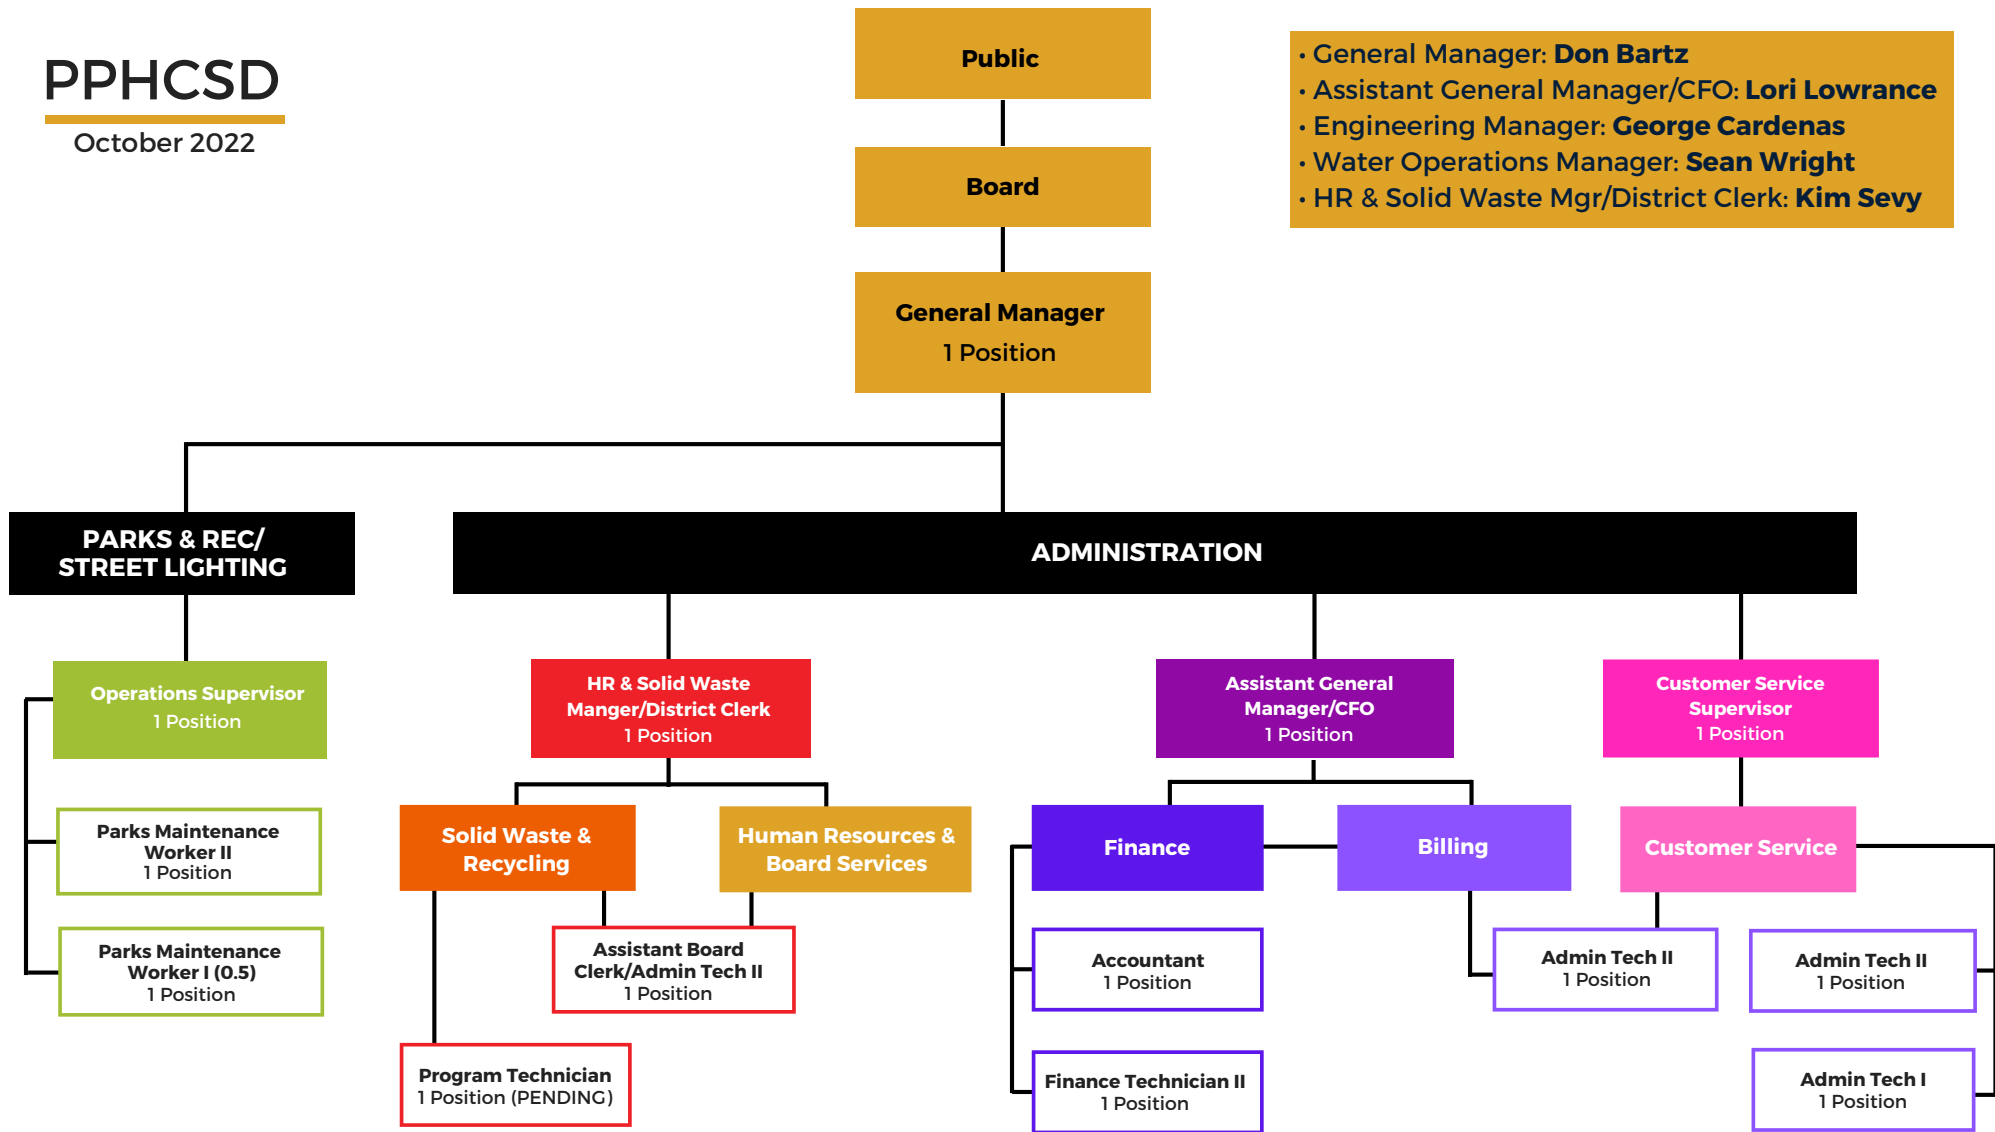 PPHCSD
October 2022
Public
Board
General Manager
1 Position
• General Manager: Don Bartz
• Assistant General Manager/CFO: Lori Lowrance
• Engineering Manager: George Cardenas
• Water Operations Manager: Sean Wright
• HR & Solid Waste Mgr/District Clerk: Kim Sevy
PARKS & REC/
STREET LIGHTING
ADMINISTRATION
Operations Supervisor
1 Position
Parks Maintenance
Worker II
1 Position
Parks Maintenance
Worker I (0.5)
1 Position
HR & Solid Waste
Manger/District Clerk
1 Position
Solid Waste &
Recycling
Human Resources &
Board Services
Assistant Board
Clerk/Admin Tech II
1 Position
Program Technician
1 Position (PENDING)
Assistant General
Manager/CFO
1 Position
Finance
Billing
Accountant
1 Position
Finance Technician II
1 Position
Customer Service
Supervisor
1 Position
Customer Service
Admin Tech II
1 Position
Admin Tech II
1 Position
Admin Tech I
1 Position